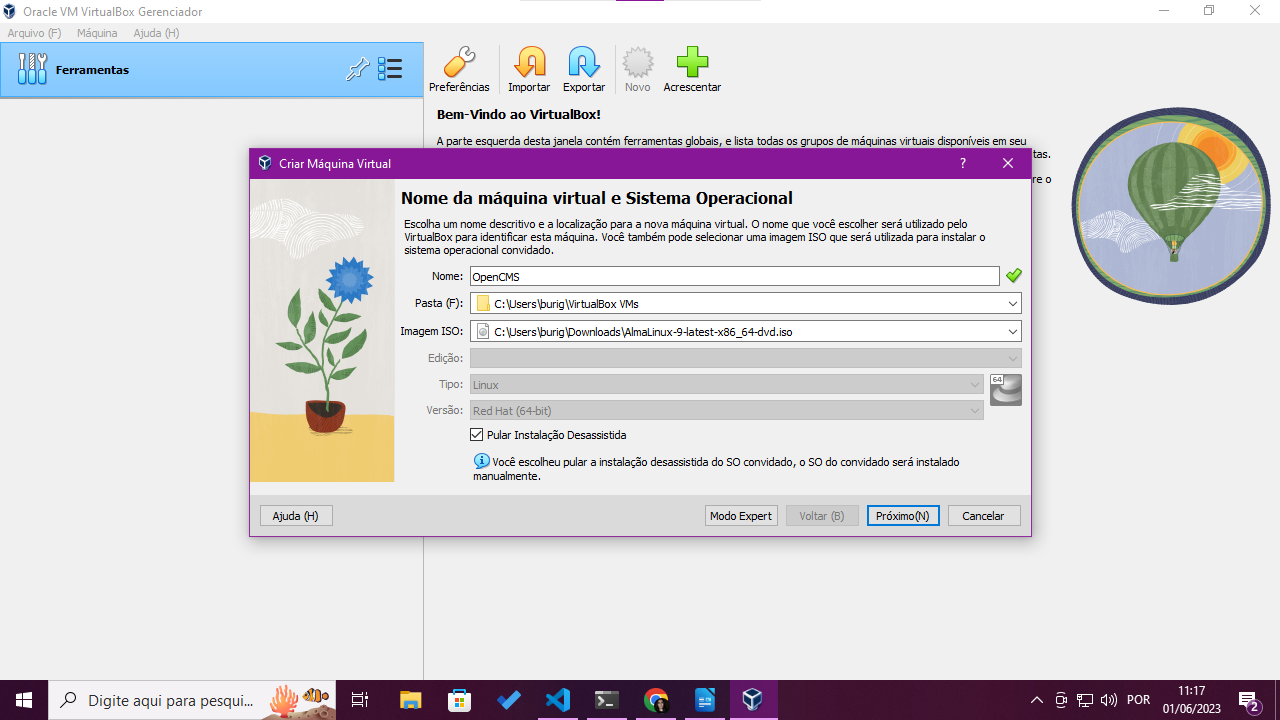 Oracle VM VirtualBox Gerenciador
Arquivo (F) Máquina Ajuda (H)
Ferramentas
Preferências Importar Exportar Novo Acrescentar
Bem-Vindo ao VirtualBox!
A parte esquerda desta janela contém ferramentas globais, e lista todas os grupos de máquinas virtuais disponíveis em seu
tas.
re o
Criar Máquina Virtual
?
Nome da máquina virtual e Sistema Operacional
Escolha um nome descritivo e a localização para a nova máquina virtual. O nome que você escolher será utilizado pelo
VirtualBox para identificar esta máquina. Você também pode selecionar uma imagem ISO que será utilizada para instalar o
sistema operacional convidado.
Nome: OpenCMS
Pasta (F): C:\Users\burig\VirtualBox VMs
Imagem ISO: C:\Users\burig\Downloads\AlmaLinux-9-latest-x86_64-dvd.iso
Edição:
Tipo: Linux
64
Versão: Red Hat (64-bit)
Pular Instalação Desassistida
Você escolheu pular a instalação desassistida do SO convidado, o SO do convidado será instalado
manualmente.
Ajuda (H) Modo Expert Voltar (B) Próximo(N) Cancelar
Digite aqui para pesqui...
POR
11:17
01/06/2023
2